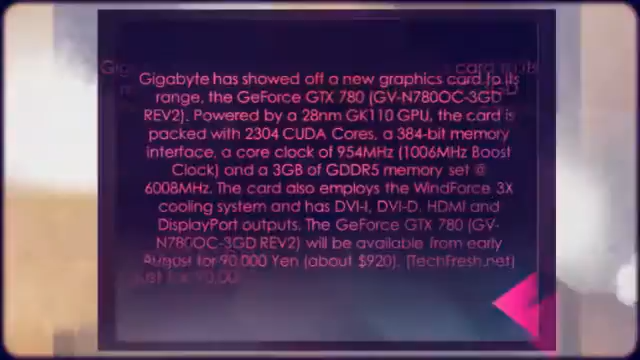 Gigabyte has showed off a new graphics card to its
range, the GeForce GTX 780 (GV-N780OC-3GD
REV2). Powered by a 28nm GK110 GPU, the card is
packed with 2304 CUDA Cores, a 384-bit memory
interface, a core clock of 954MHz (1006MHz Boost
Clock) and a 3GB of GDDR5 memory set @
6008MHz. The card also employs the WindForce 3X
cooling system and has DVI-I, DVI-D, HDMI and
DisplayPort outputs. The GeForce GTX 780 (GV-
N780OC-3GD REV2) will be available from early
August for 90,000 Yen (about $920). [TechFresh.net]